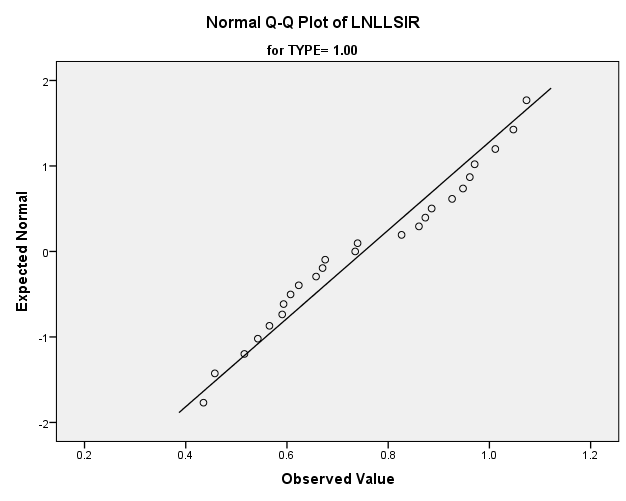 Normal Q-Q Plot of LNLLSIR
for TYPE= 1.00
Expected Normal
2
1
0
-1
-2
0.2 0.4 0.6 0.8 1.0 1.2
Observed Value